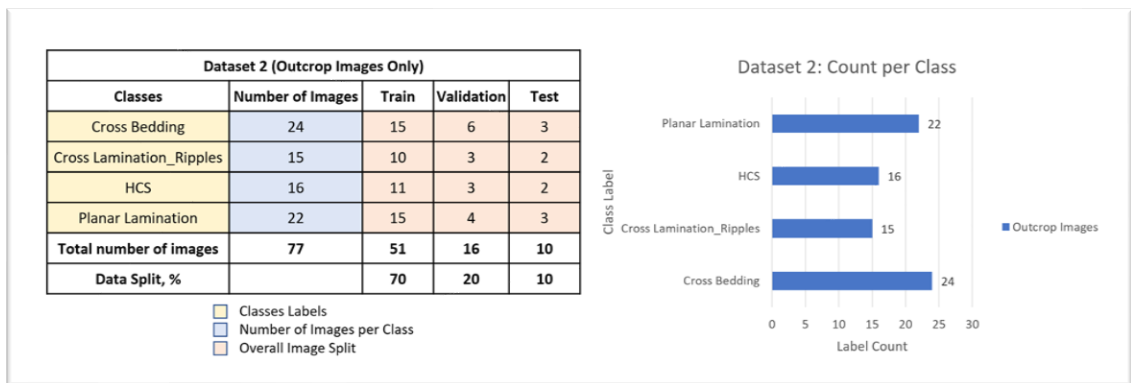 Dataset 2 (Outcrop Images Only)
Classes Number of Images Train Validation Test
Cross Bedding 24 15 6 3
Cross Lamination_Ripples 15 10 3 2
HCS 16 11 3 2
Planar Lamination 22 15 4 3
Total number of images 77 51 16 10
Data Split, % 70 20 10
Classes Labels
Number of Images per Class
Overall Image Split
Dataset 2: Count per Class
Class Label
Planar Lamination 22
HCS 16
Cross Lamination_Ripples 15
Cross Bedding 24
0 5 10 15 20 25 30
Label Count
Outcrop Images